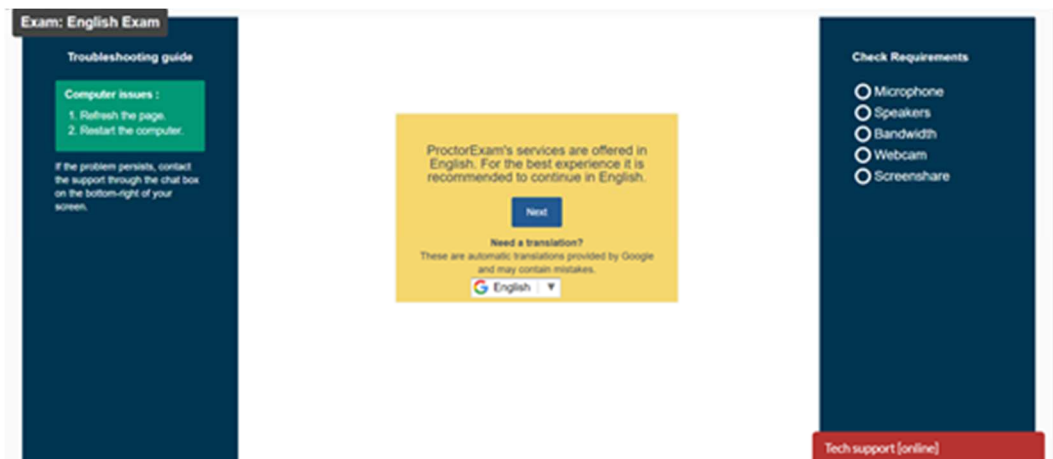 Exam: English Exam
Troubleshooting guide
Computer issues :
1. Refresh the page.
2. Restart the computer.
If the problem persists, contact
the support through the chat box
on the bottom-right of your
screen.
ProctorExam's services are offered in
English. For the best experience it is
recommended to continue in English.
Next
Need a translation?
These are automatic translations provided by Google
and may contain mistakes.
G English ▼
Check Requirements
Microphone
Speakers
Bandwidth
Webcam
Screenshare
Tech support [online]